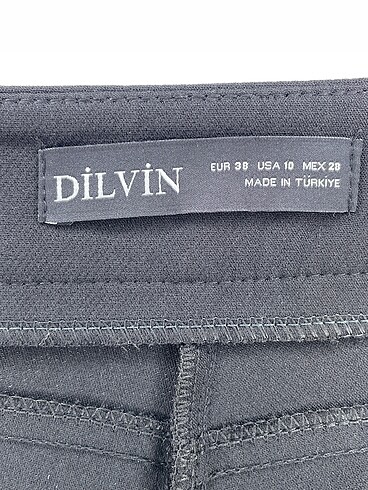 DİLVİN
EUR 38 USA 10 MEX 28
MADE IN TÜRKİYE